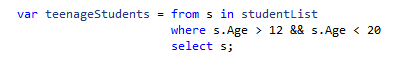 var teenageStudents = from s in studentList
                      where s.Age > 12 && s.Age < 20
                      select s;